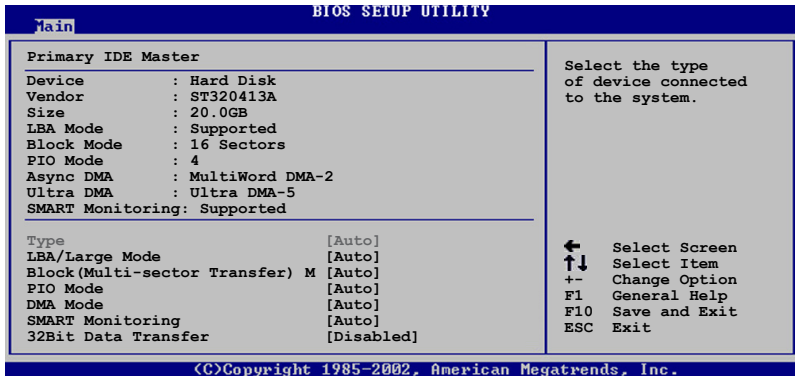 BIOS SETUP UTILITY
Main
Primary IDE Master
Device : Hard Disk
Vendor : ST320413A
Size : 20.0GB
LBA Mode : Supported
Block Mode : 16 Sectors
PIO Mode : 4
Async DMA : MultiWord DMA-2
Ultra DMA : Ultra DMA-5
SMART Monitoring: Supported
Type [Auto]
LBA/Large Mode [Auto]
Block(Multi-sector Transfer) M [Auto]
PIO Mode [Auto]
DMA Mode [Auto]
SMART Monitoring [Auto]
32Bit Data Transfer [Disabled]
Select the type
of device connected
to the system.
← Select Screen
↑↓ Select Item
+- Change Option
F1 General Help
F10 Save and Exit
ESC Exit
(C)Copyright 1985-2002, American Megatrends, Inc.